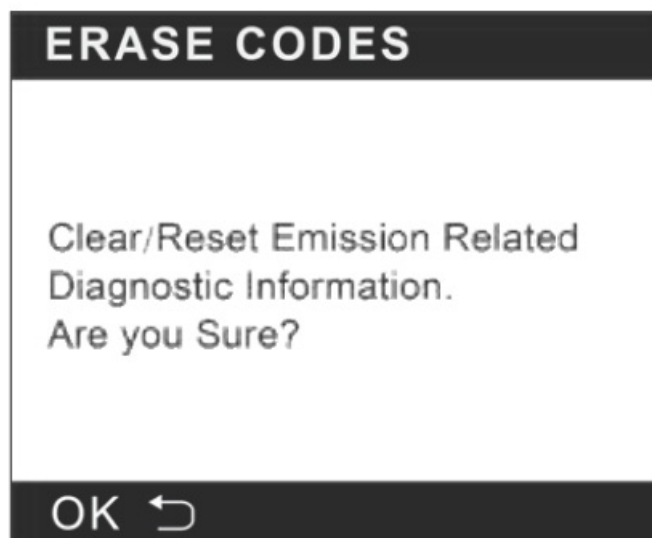 ERASE CODES
Clear/Reset Emission Related
Diagnostic Information.
Are you Sure?
OK